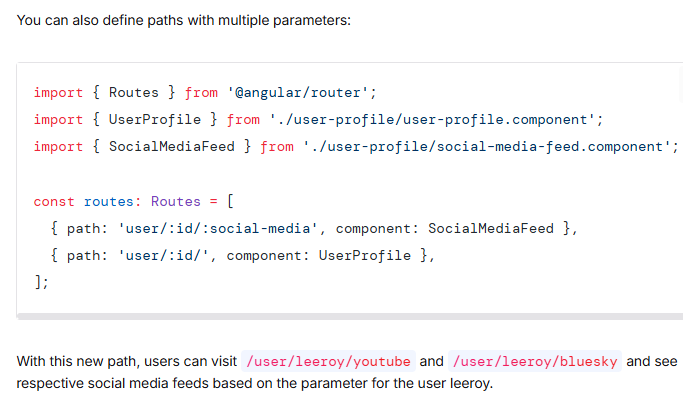 You can also define paths with multiple parameters:
import { Routes } from '@angular/router';
import { UserProfile } from './user-profile/user-profile.component';
import { SocialMediaFeed } from './user-profile/social-media-feed.component';
const routes: Routes = [
{ path: 'user/:id/:social-media', component: SocialMediaFeed },
{ path: 'user/:id/', component: UserProfile },
];
With this new path, users can visit /user/leeroy/youtube and /user/leeroy/bluesky and see
respective social media feeds based on the parameter for the user leeroy.